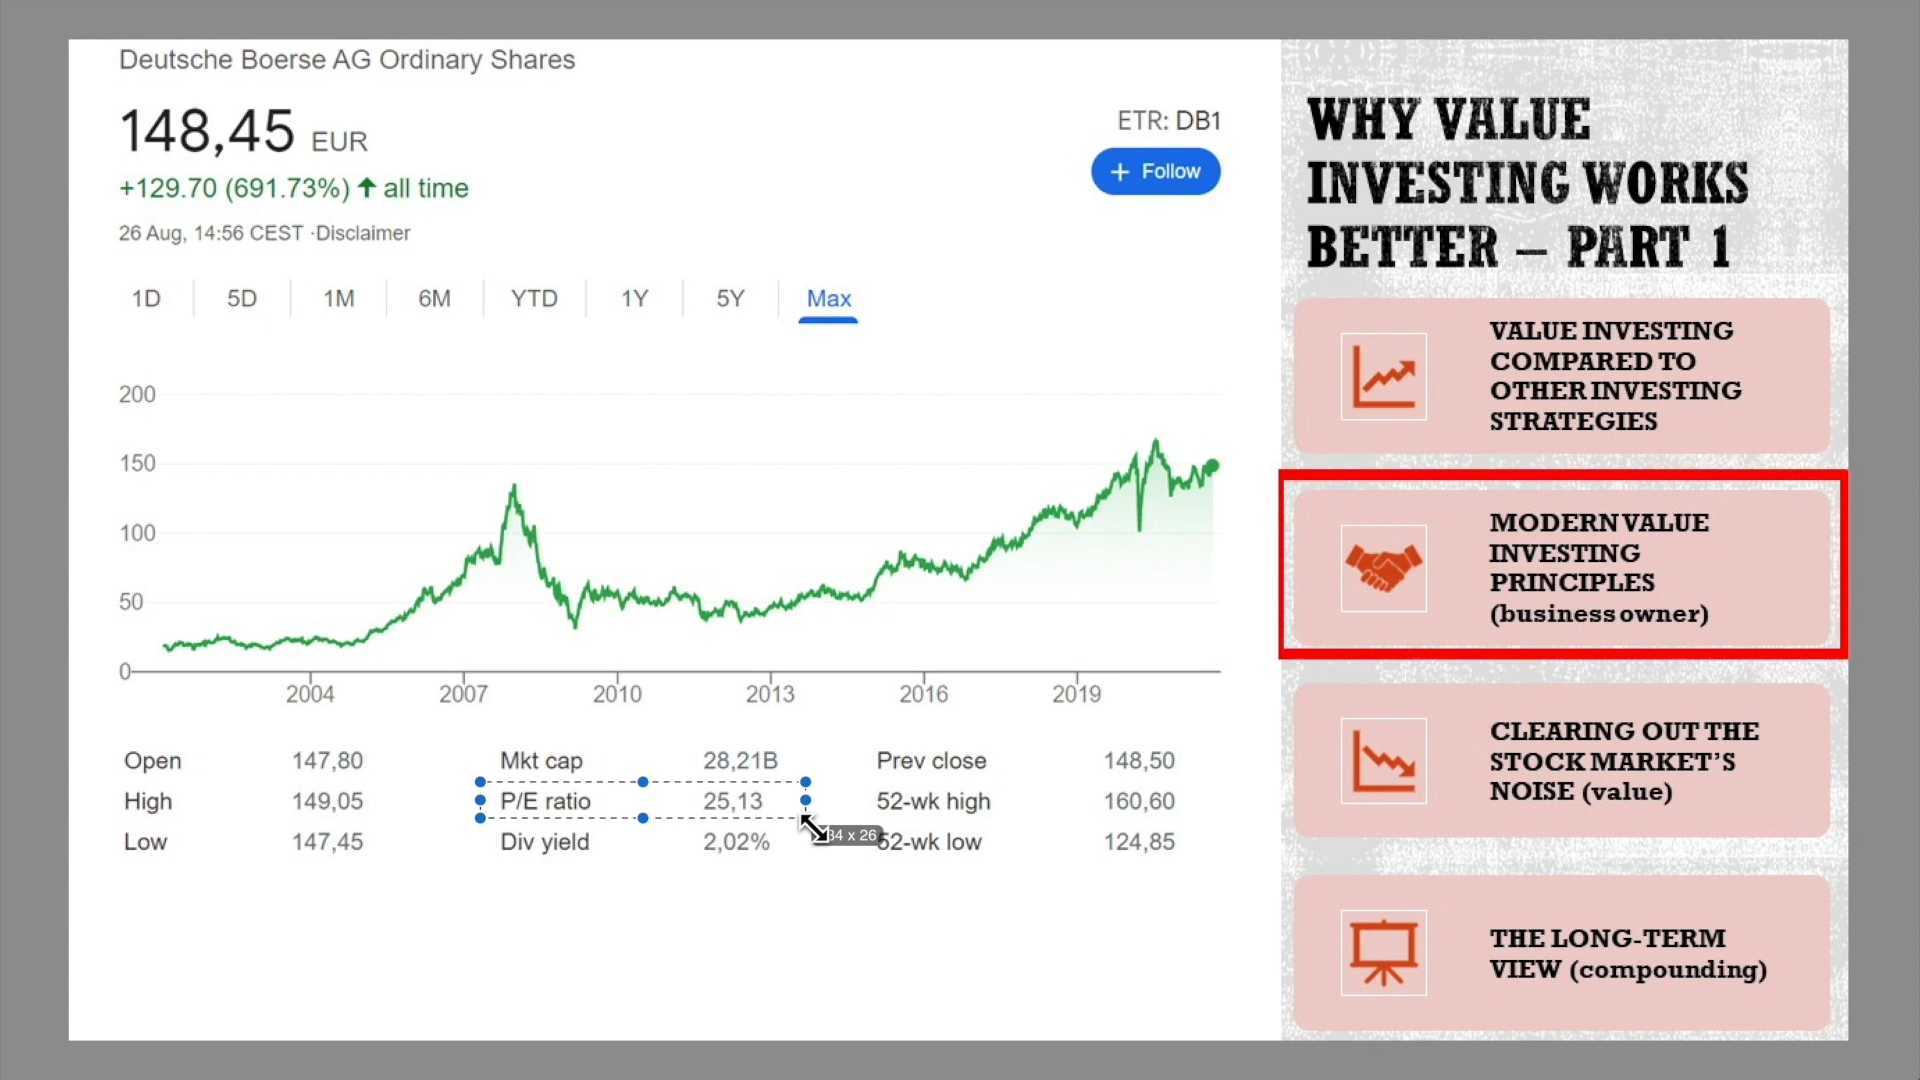 Deutsche Boerse AG Ordinary Shares
148,45 EUR
+129.70 (691.73%) ↑ all time
26 Aug, 14:56 CEST ·Disclaimer
ETR: DB1
+ Follow
1D 5D 1M 6M YTD 1Y 5Y Max
200
150
100
50
0
2004 2007 2010 2013 2016 2019
Open 147,80 Mkt cap 28,21B Prev close 148,50
High 149,05 P/E ratio 25,13 52-wk high 160,60
Low 147,45 Div yield 2,02% 52-wk low 124,85
x 26
WHY VALUE
INVESTING WORKS
BETTER – PART 1
VALUE INVESTING
COMPARED TO
OTHER INVESTING
STRATEGIES
MODERN VALUE
INVESTING
PRINCIPLES
(business owner)
CLEARING OUT THE
STOCK MARKET'S
NOISE (value)
THE LONG-TERM
VIEW (compounding)